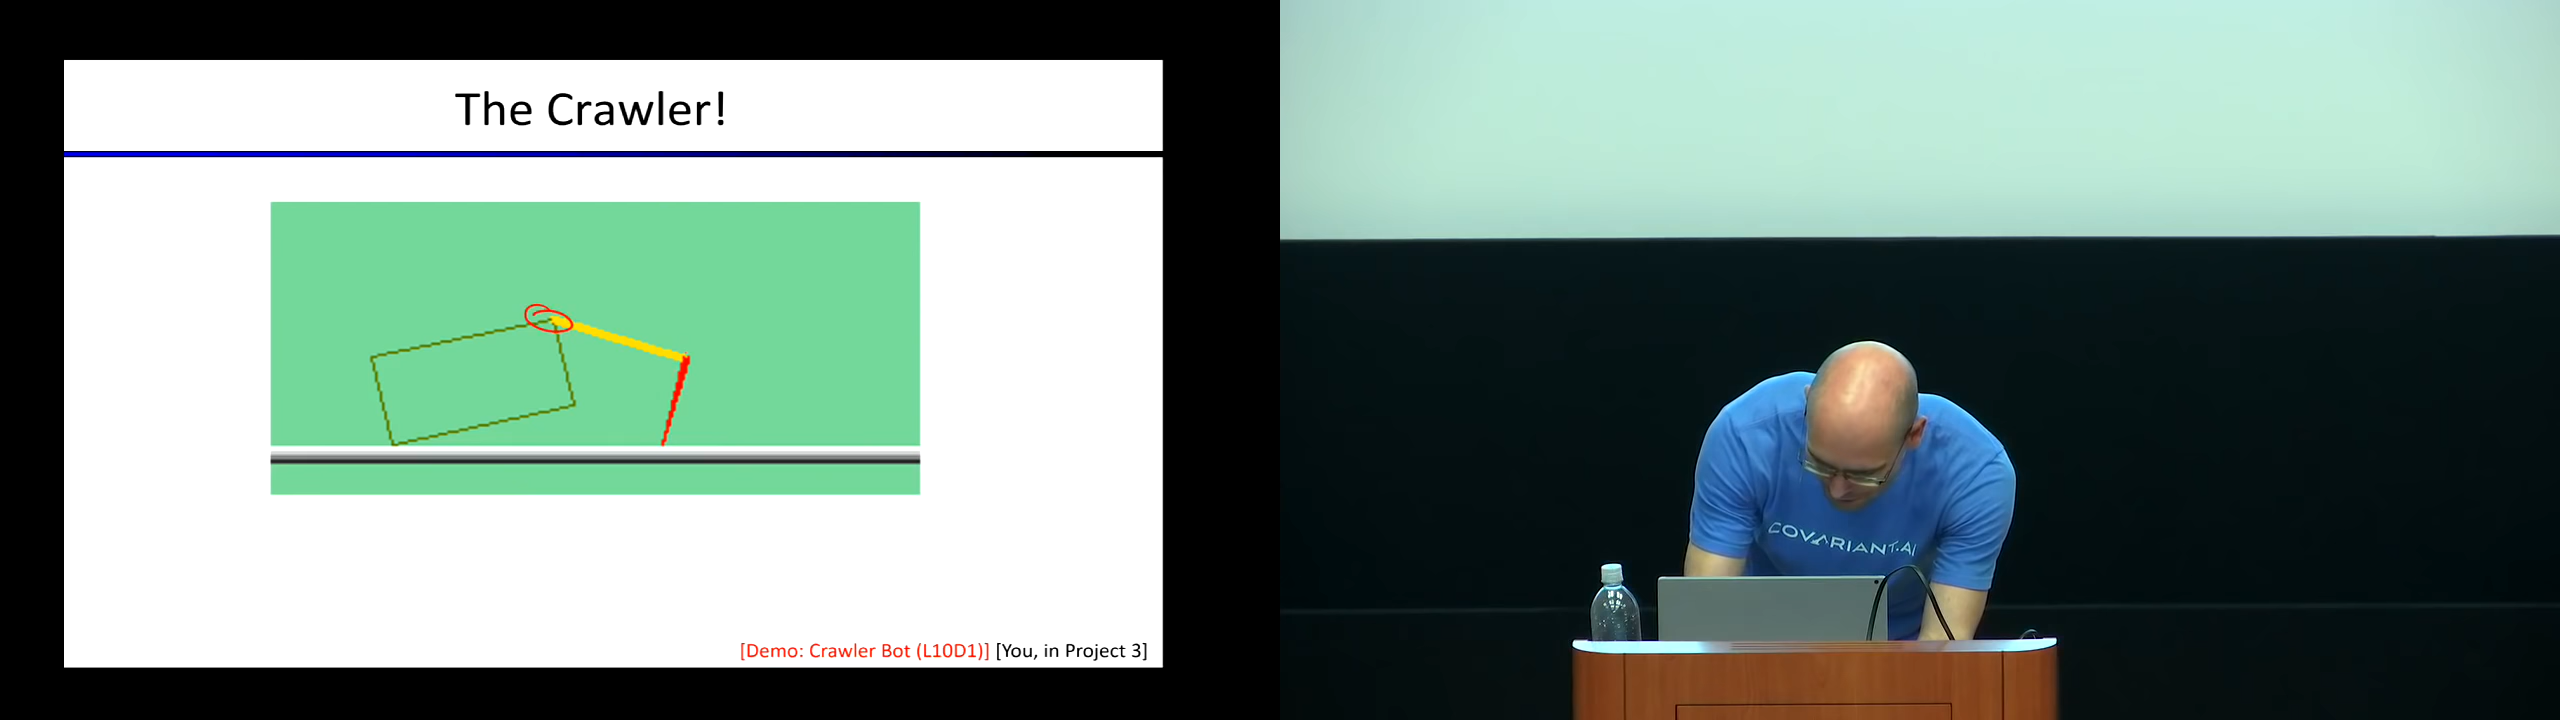 The Crawler!
[Demo: Crawler Bot (L10D1)] [You, in Project 3]
COVARIANT.AI